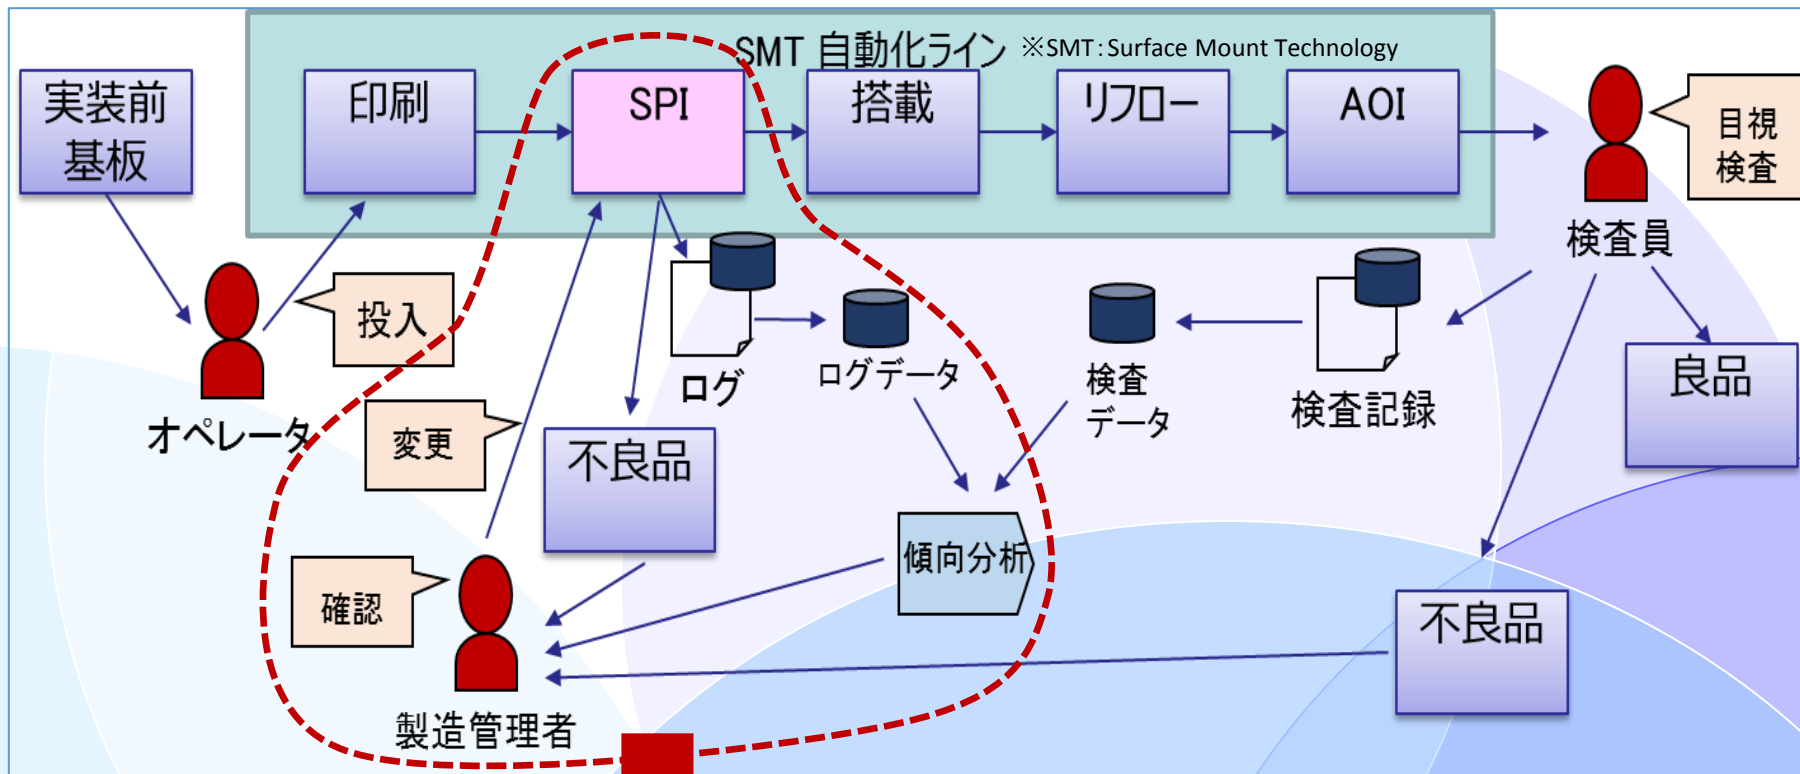 SMT 自動化ライン ※SMT：Surface Mount Technology
実装前
基板
印刷
SPI
搭載
リフロー
AOI
目視
検査
検査員
投入
オペレータ
ログ
ログデータ
検査
データ
検査記録
良品
変更
不良品
傾向分析
確認
不良品
製造管理者